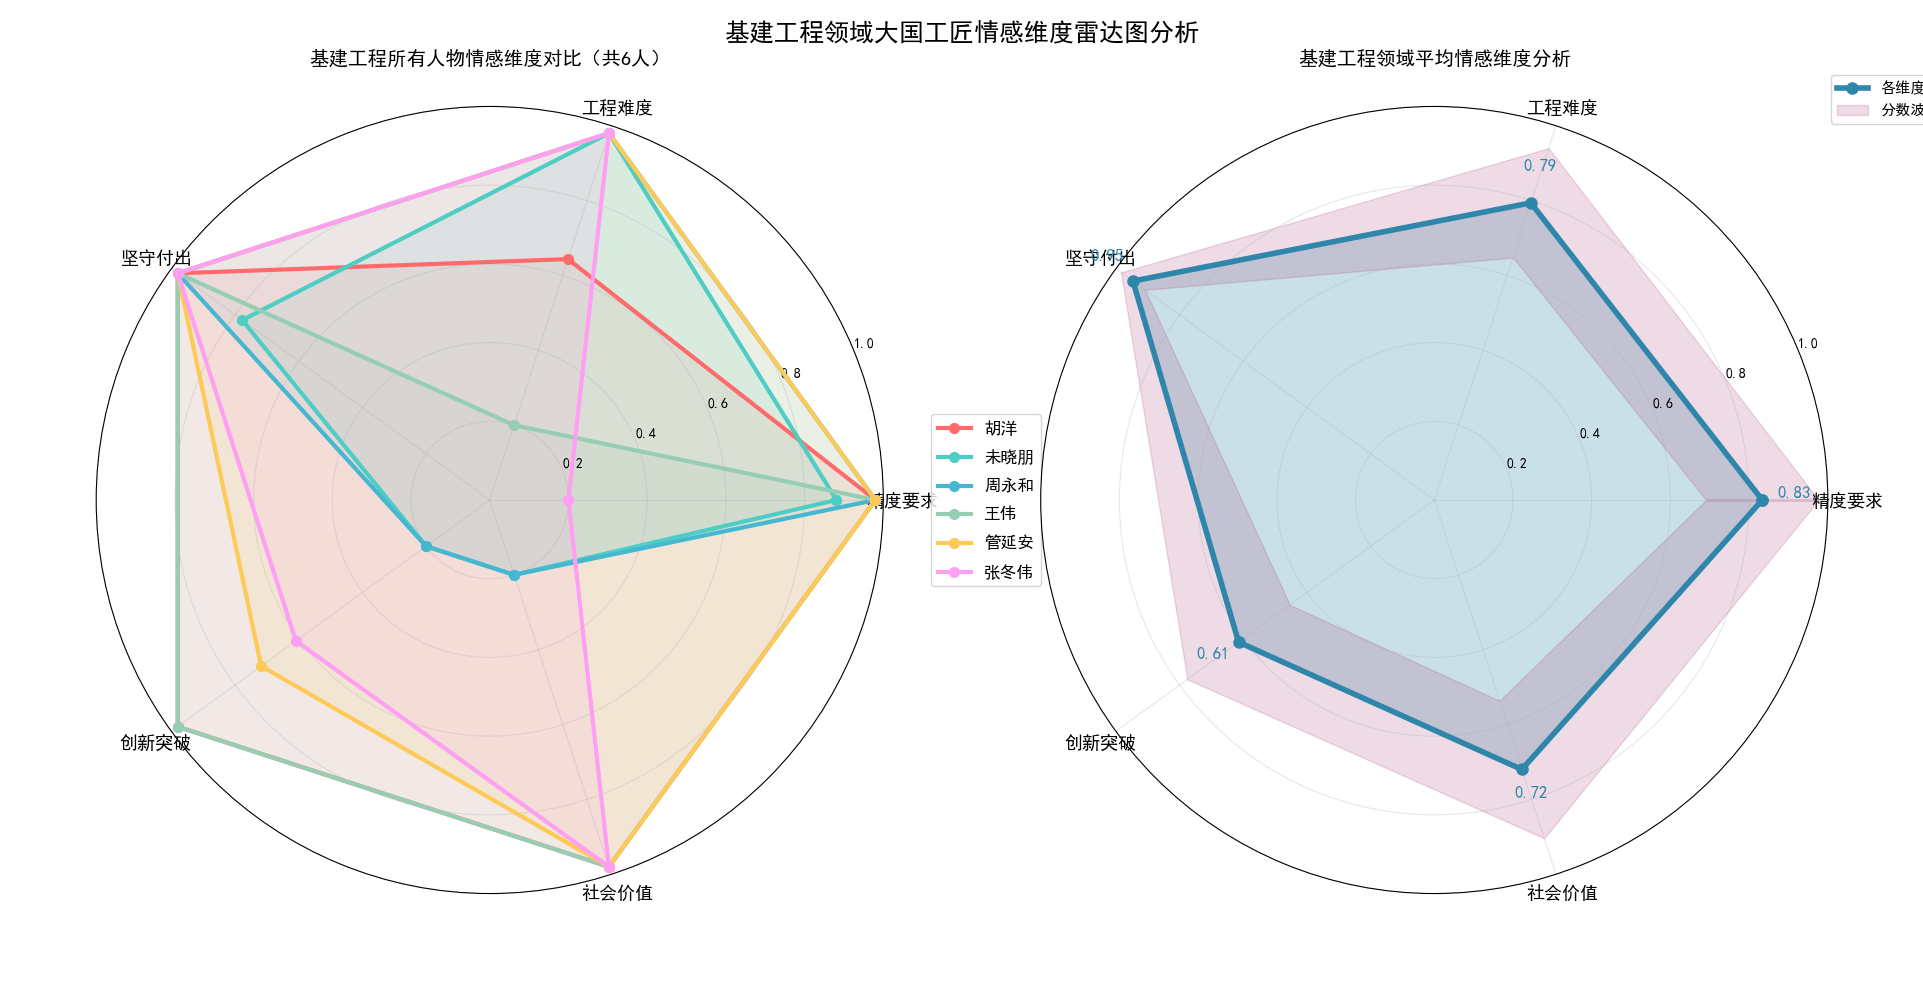 基建工程领域大国工匠情感维度雷达图分析
基建工程所有人物情感维度对比（共6人）
工程难度
坚守付出
1.0
0.8
0.6
0.4
0.2
精度要求
创新突破
社会价值
胡洋
未晓朋
周永和
王伟
管延安
张冬伟
基建工程领域平均情感维度分析
各维度
分数波
工程难度
0.79
坚守付出
1.0
0.8
0.6
0.4
0.2
0.83
精度要求
0.61
创新突破
0.72
社会价值